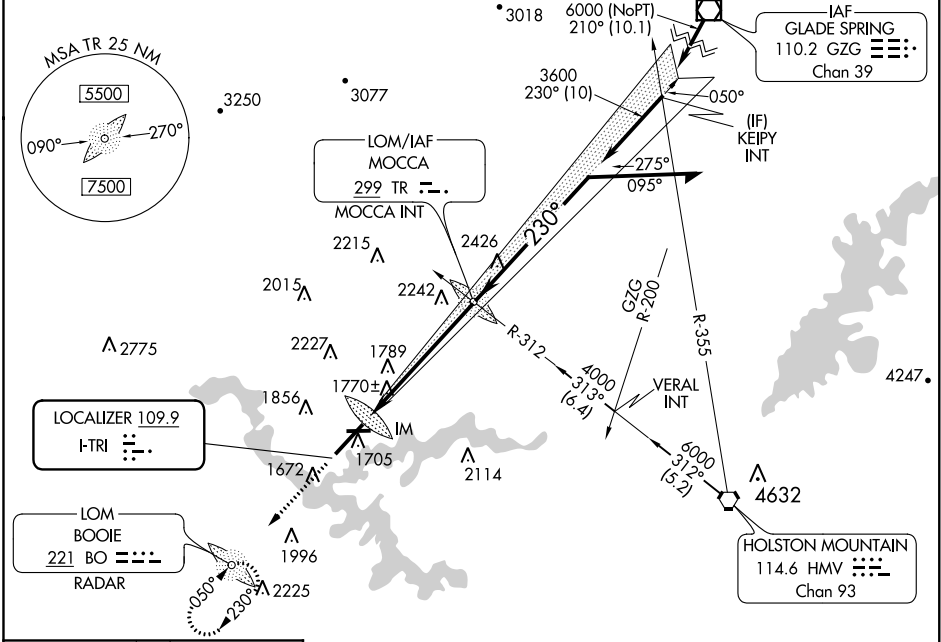 3018
6000 (NoPT)
210° (10.1)
IAF
GLADE SPRING
110.2 GZG
Chan 39
MSA TR 25 NM
5500
090°
270°
7500
3250
3077
3600
230° (10)
050°
(IF)
KEIPY
INT
LOM/IAF
MOCCA
299 TR
MOCCA INT
275°
095°
230°
2215
2426
2015
2242
GZG
R-200
R-355
R-312
2775
2227
1789
1770±
4000
313°
(6.4)
VERAL
INT
4247
1856
LOCALIZER 109.9
I-TRI
IM
1705
2114
1672
6000
312°
(5.2)
4632
LOM
BOOIE
221 BO
RADAR
1996
050°
230°
2225
HOLSTON MOUNTAIN
114.6 HMV
Chan 93